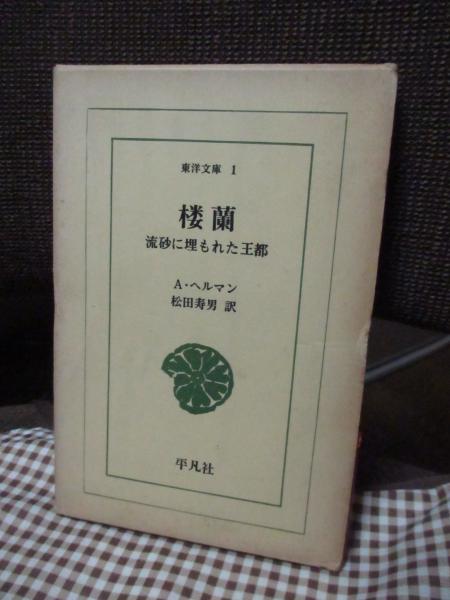 東洋文庫 1
楼蘭
流砂に埋もれた王都
A・ヘルマン
松田寿男 訳
平凡社